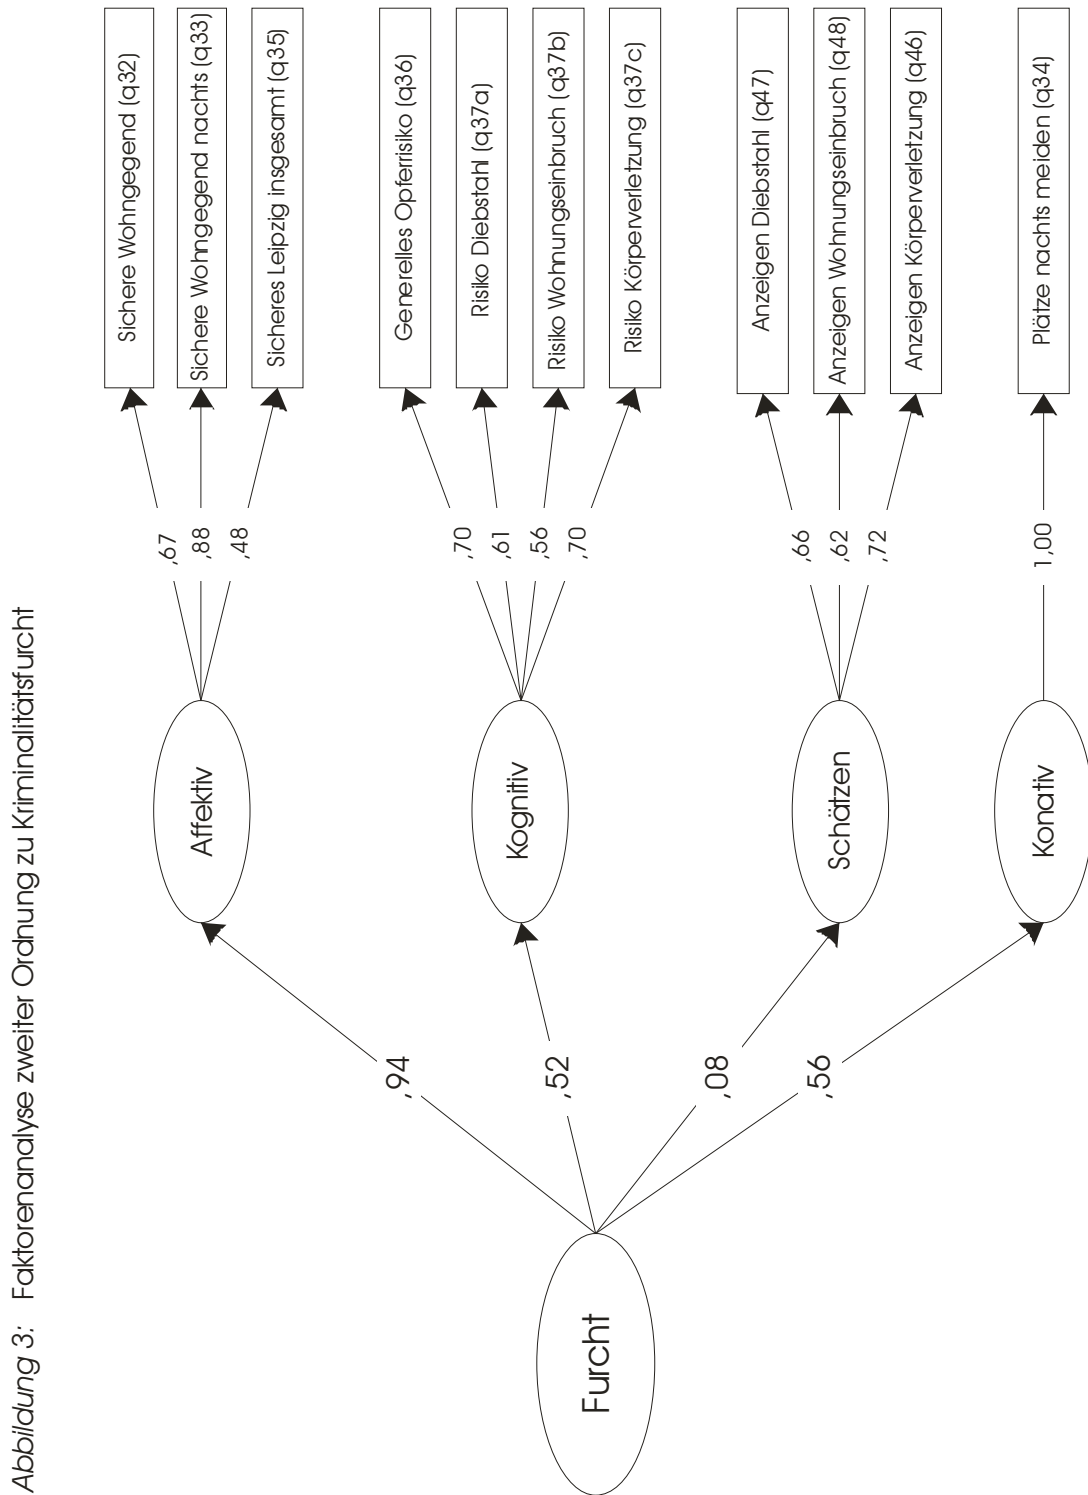 Abbildung 3: Faktorenanalyse zweiter Ordnung zu Kriminalitätsfurcht
Furcht
,94
,52
,08
,56
Affektiv
,67
,88
,48
Sichere Wohngegend (q32)
Sichere Wohngegend nachts (q33)
Sicheres Leipzig insgesamt (q35)
Kognitiv
,70
,61
,56
,70
Generelles Opferrisiko (q36)
Risiko Diebstahl (q37a)
Risiko Wohnungseinbruch (q37b)
Risiko Körperverletzung (q37c)
Schätzen
,66
,62
,72
Anzeigen Diebstahl (q47)
Anzeigen Wohnungseinbruch (q48)
Anzeigen Körperverletzung (q46)
Konativ
1,00
Plätze nachts meiden (q34)